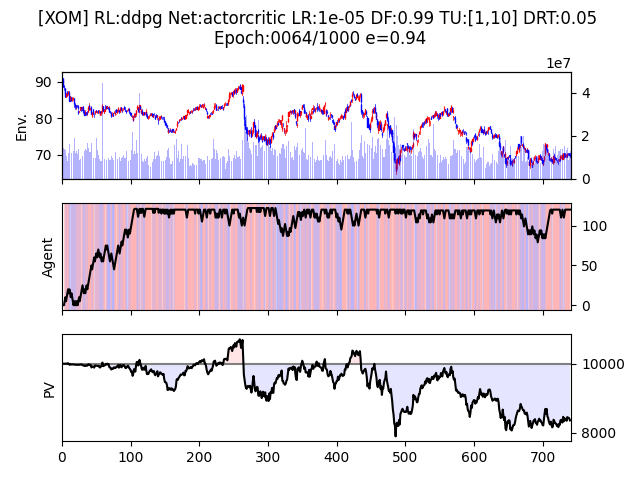 [XOM] RL:ddpg Net:actorcritic LR:1e-05 DF:0.99 TU:[1,10] DRT:0.05
Epoch:0064/1000 e=0.94
1e7
90
80
70
Env.
4
2
0
Agent
100
50
0
PV
10000
8000
0 100 200 300 400 500 600 700